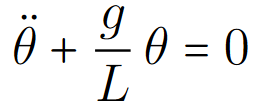 θ̈ + g/L θ = 0